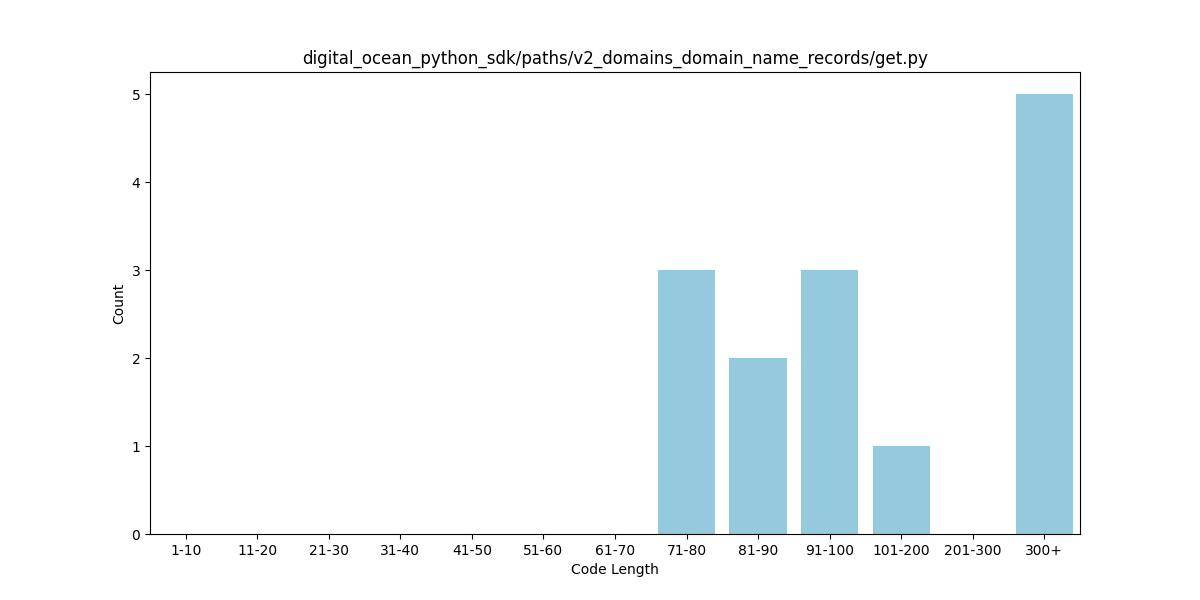 digital_ocean_python_sdk/paths/v2_domains_domain_name_records/get.py
5
4
3
2
1
0
Count
1-10 11-20 21-30 31-40 41-50 51-60 61-70 71-80 81-90 91-100 101-200 201-300 300+
Code Length